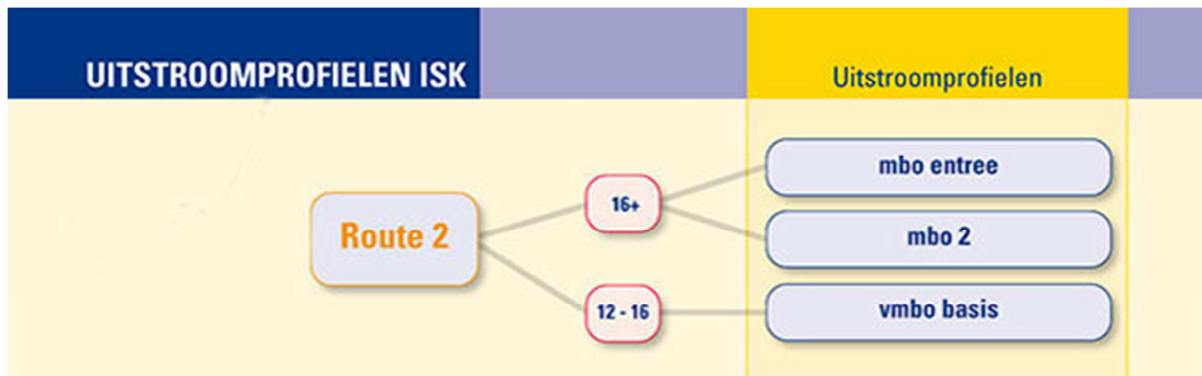 UITSTROOMPROFIELEN ISK
Uitstroomprofielen
Route 2
16+
12 - 16
mbo entree
mbo 2
vmbo basis